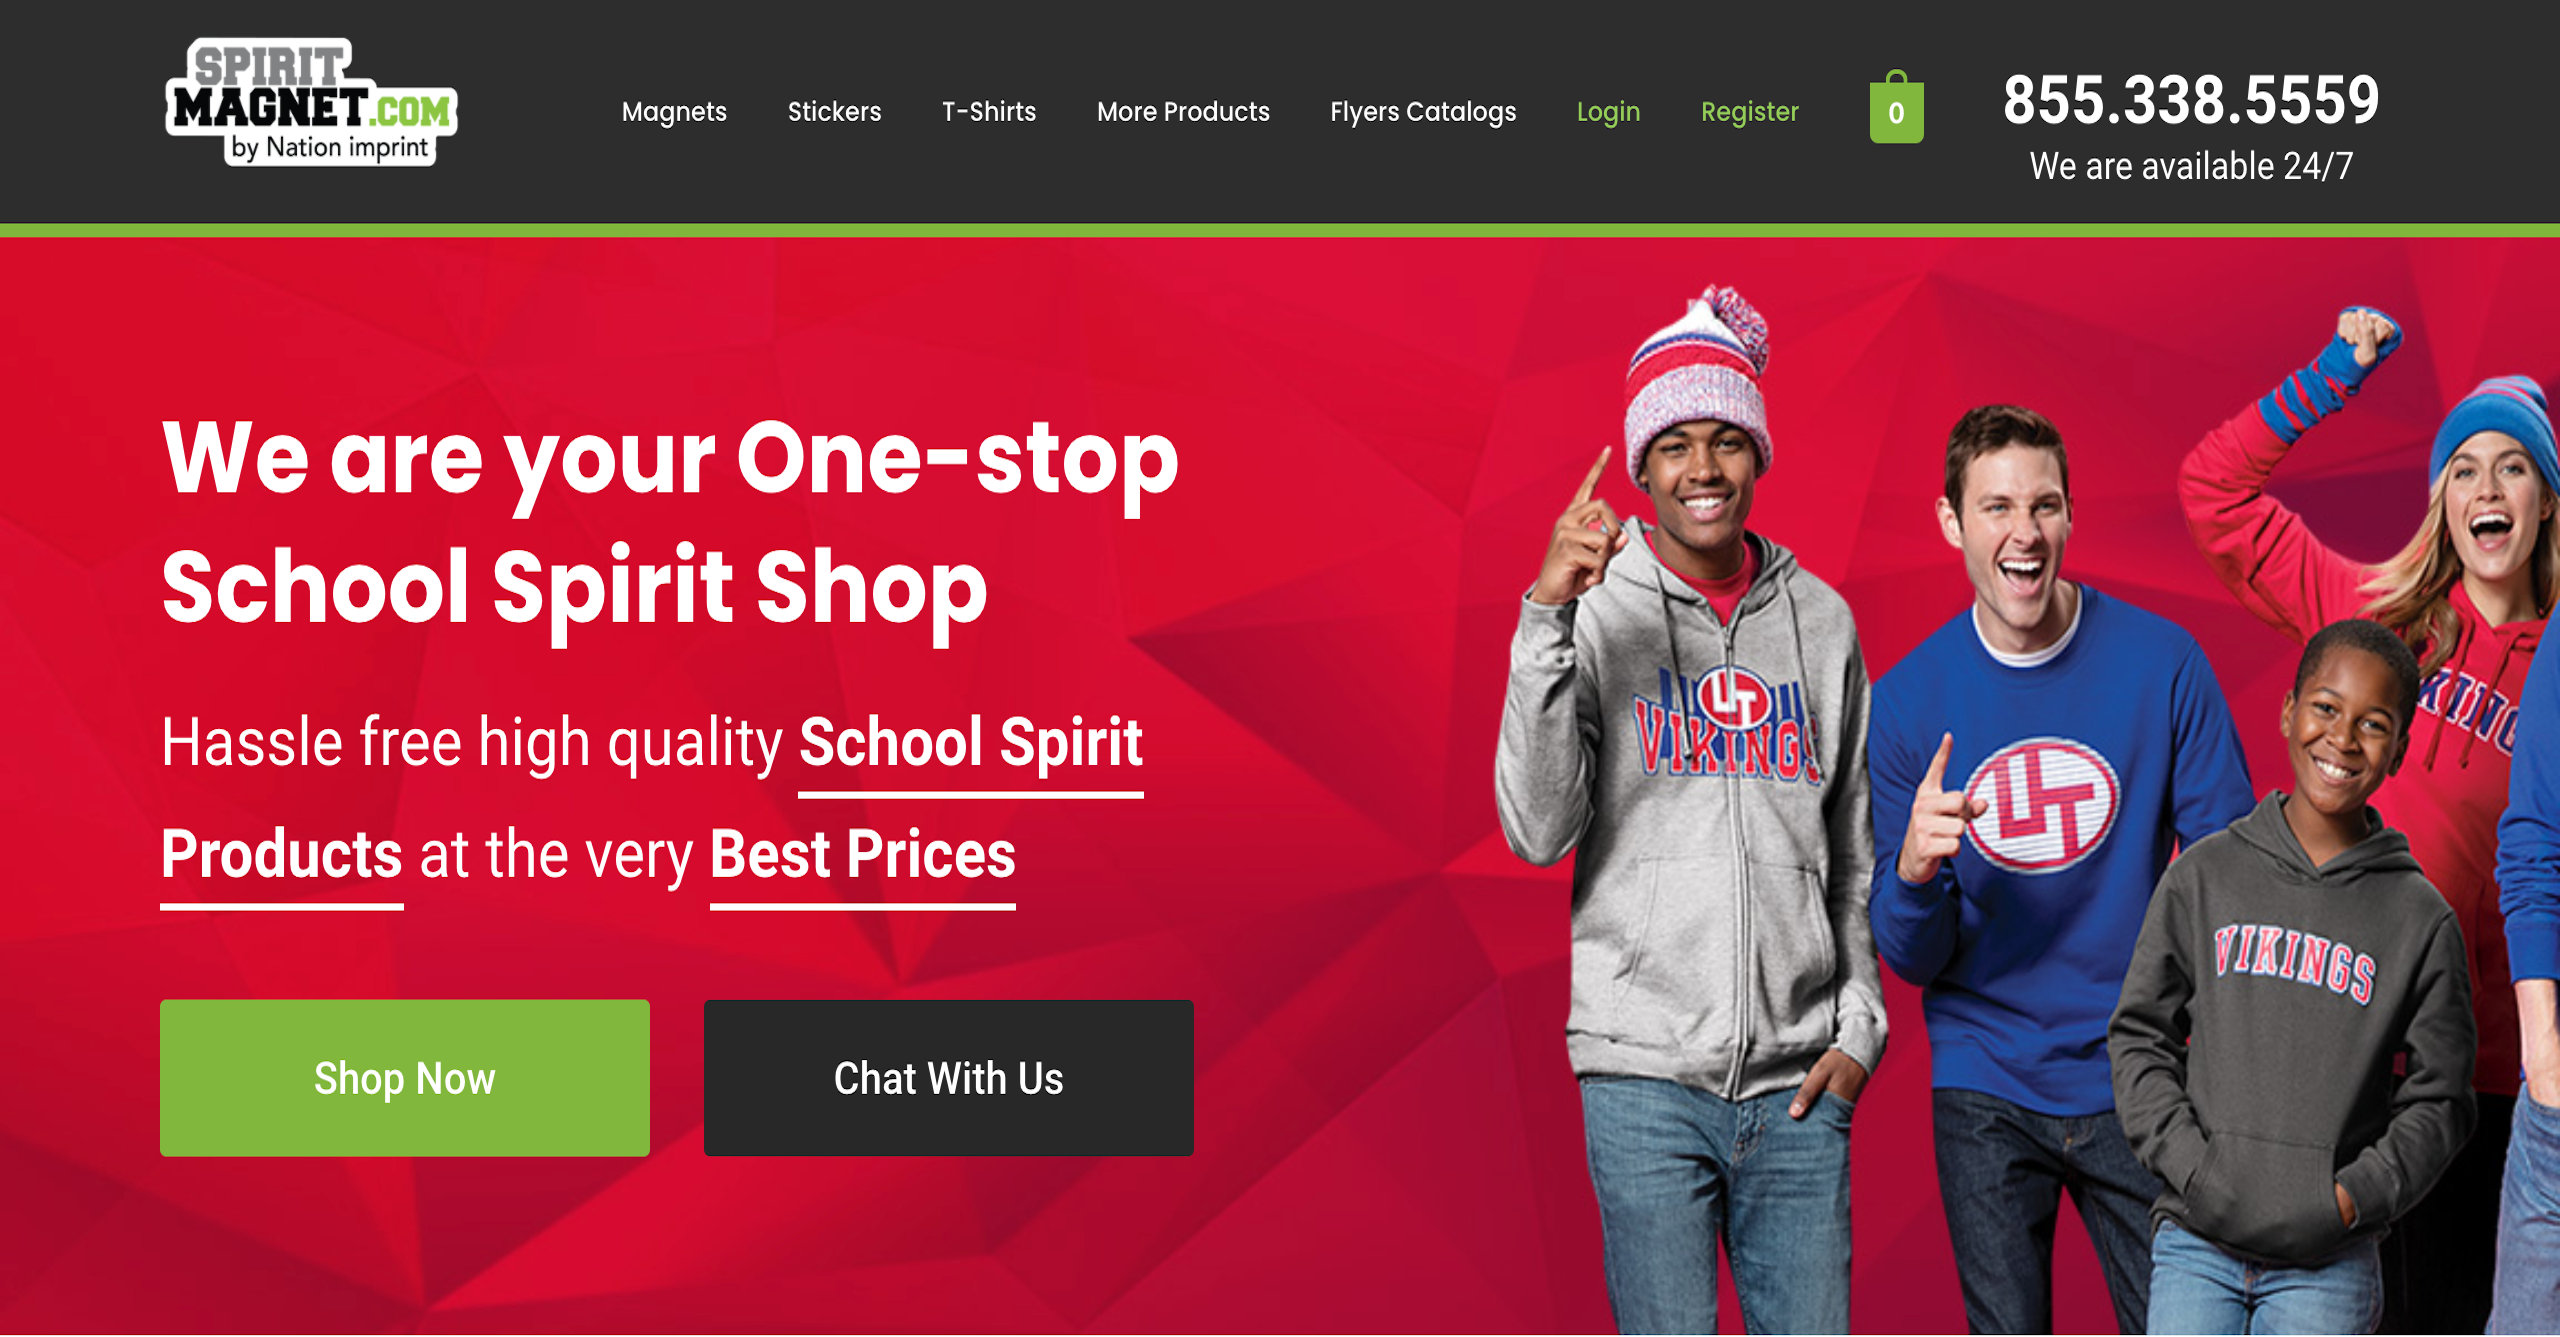 SPIRIT
MAGNET.COM
by Nation imprint
Magnets
Stickers
T-Shirts
More Products
Flyers Catalogs
Login
Register
0
855.338.5559
We are available 24/7
We are your One-stop
School Spirit Shop
Hassle free high quality School Spirit
Products at the very Best Prices
Shop Now
Chat With Us
UT
VIKINGS
UT
VIKINGS